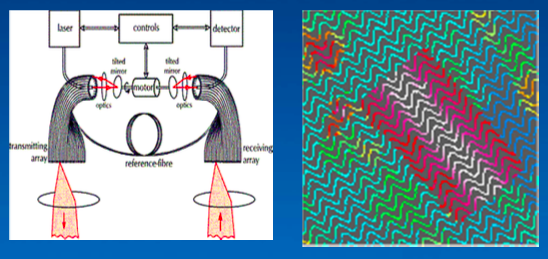 laser
controls
detector
tilted
mirror
tilted
mirror
motor
optics
optics
transmitting
array
reference-fibre
receiving
array